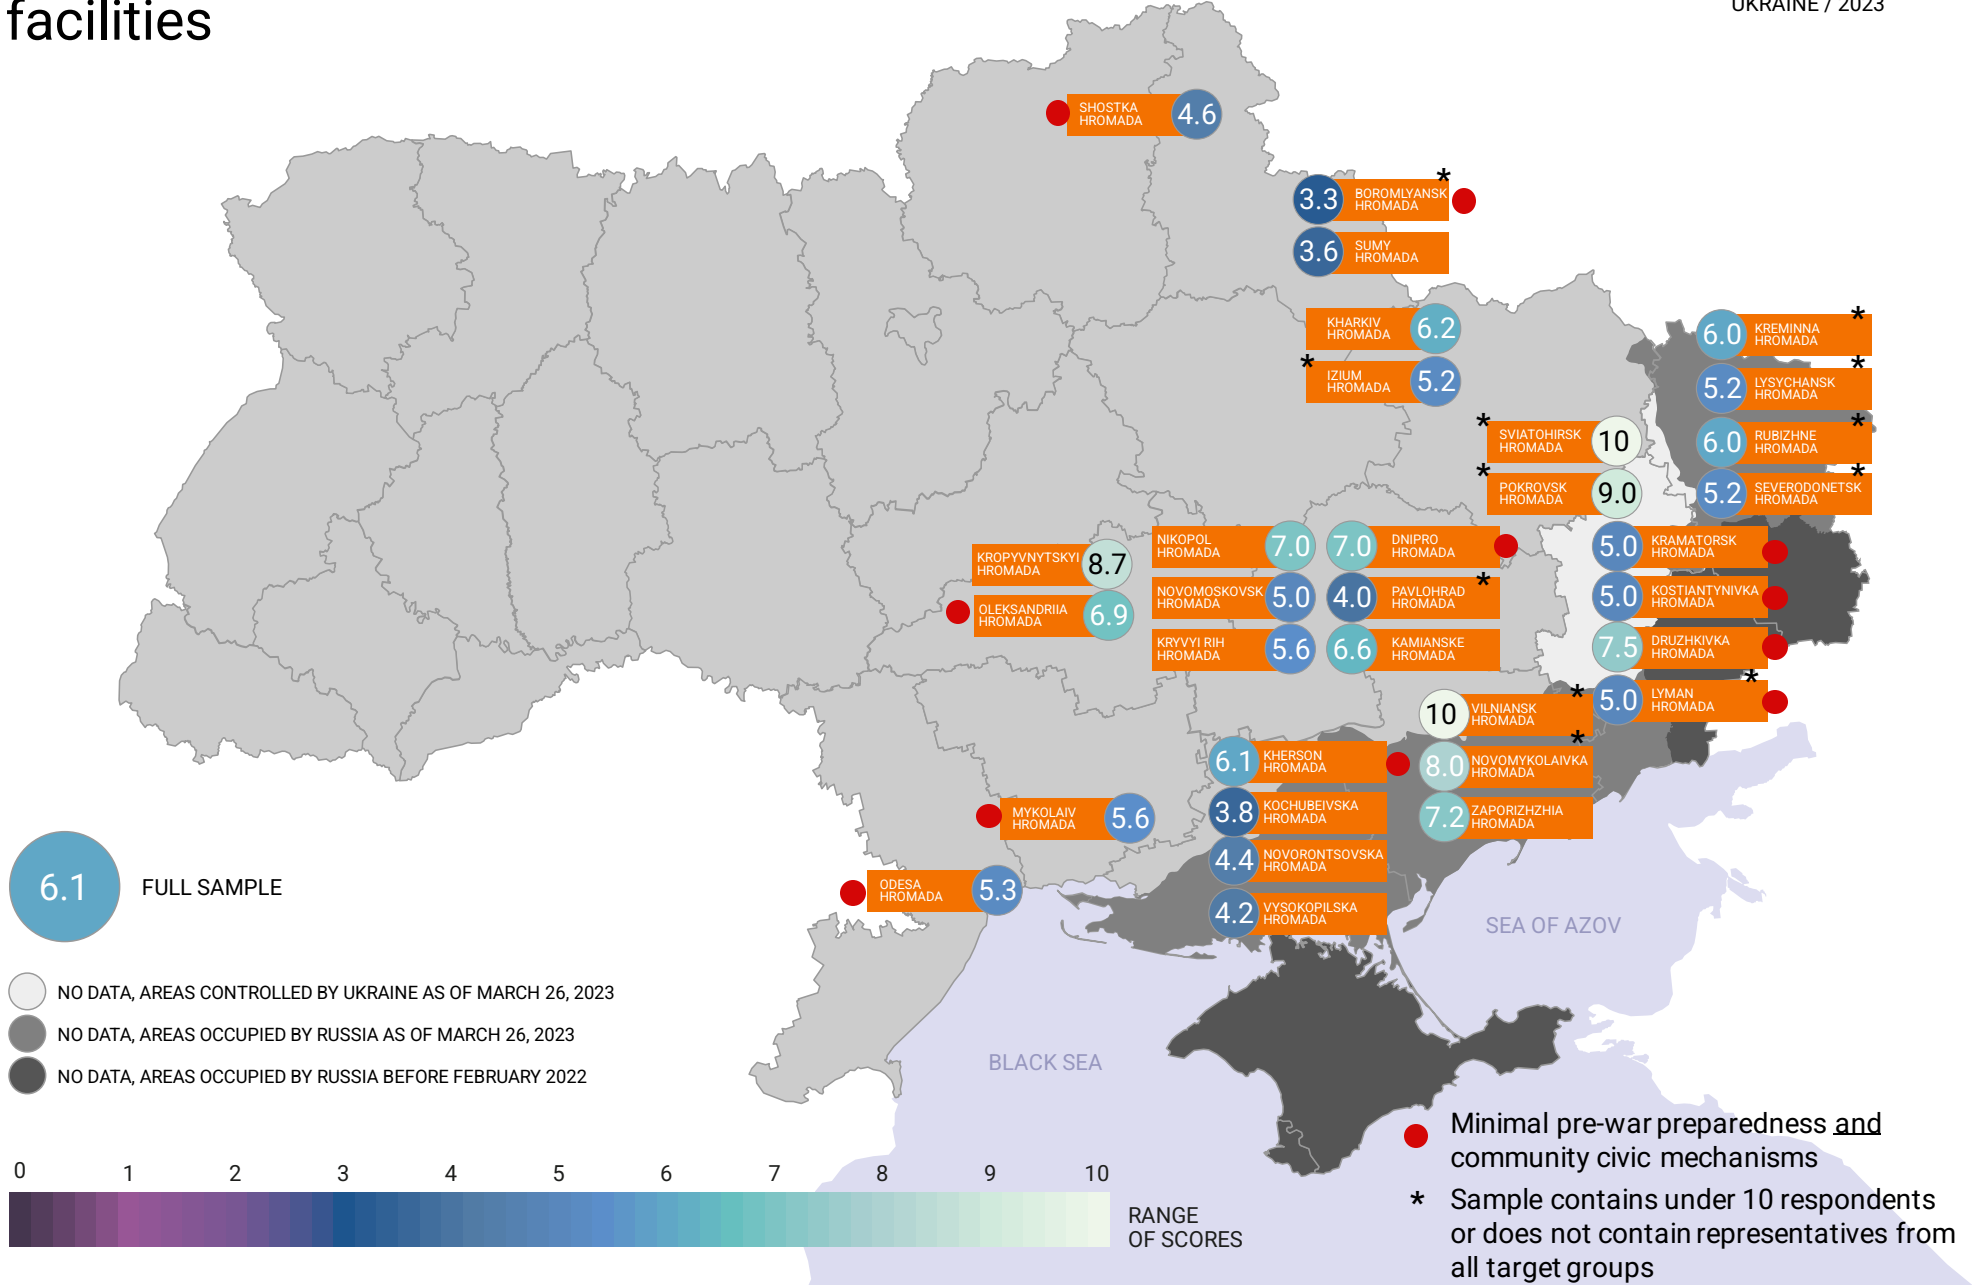 facilities
UKRAINE / 2023
SHOSTKA
HROMADA
4.6
*
3.3
BOROMLYANSK
HROMADA
3.6
SUMY
HROMADA
KHARKIV
HROMADA
6.2
*
IZIUM
HROMADA
5.2
*
6.0
KREMINNA
HROMADA
*
5.2
LYSYCHANSK
HROMADA
*
6.0
RUBIZHNE
HROMADA
*
5.2
SEVERODONETSK
HROMADA
*
SVIATOHIRSK
HROMADA
10
*
POKROVSK
HROMADA
9.0
KROPYVNYTSKYI
HROMADA
8.7
OLEKSANDRIIA
HROMADA
6.9
NIKOPOL
HROMADA
7.0
NOVOMOSKOVSK
HROMADA
5.0
KRYVYI RIH
HROMADA
5.6
7.0
DNIPRO
HROMADA
*
4.0
PAVLOHRAD
HROMADA
6.6
KAMIANSKE
HROMADA
5.0
KRAMATORSK
HROMADA
5.0
KOSTIANTYNIVKA
HROMADA
7.5
DRUZHKIVKA
HROMADA
*
5.0
LYMAN
HROMADA
*
10
VILNIANSK
HROMADA
*
8.0
NOVOMYKOLAIVKA
HROMADA
7.2
ZAPORIZHZHIA
HROMADA
6.1
KHERSON
HROMADA
3.8
KOCHUBEIVSKA
HROMADA
4.4
NOVORONTSOVSKA
HROMADA
4.2
VYSOKOPILSKA
HROMADA
MYKOLAIV
HROMADA
5.6
ODESA
HROMADA
5.3
SEA OF AZOV
BLACK SEA
6.1
FULL SAMPLE
NO DATA, AREAS CONTROLLED BY UKRAINE AS OF MARCH 26, 2023
NO DATA, AREAS OCCUPIED BY RUSSIA AS OF MARCH 26, 2023
NO DATA, AREAS OCCUPIED BY RUSSIA BEFORE FEBRUARY 2022
0 1 2 3 4 5 6 7 8 9 10
RANGE
OF SCORES
Minimal pre-war preparedness and
community civic mechanisms
* Sample contains under 10 respondents
or does not contain representatives from
all target groups